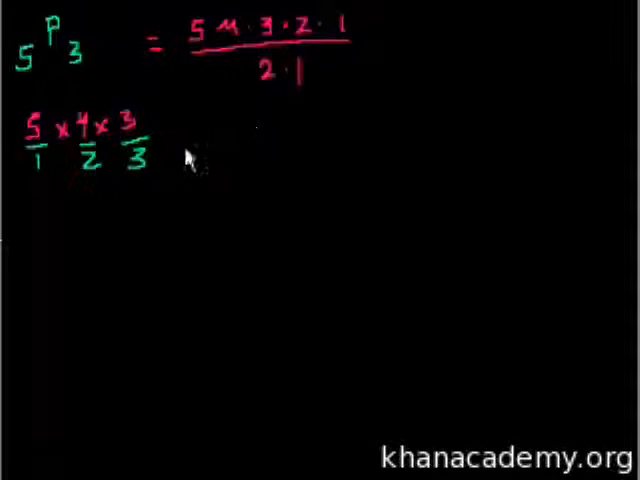 5P3 = 5 4 · 3 · 2 · 1 / 2 · 1
5 × 4 × 3
1 2 3
khanacademy.org